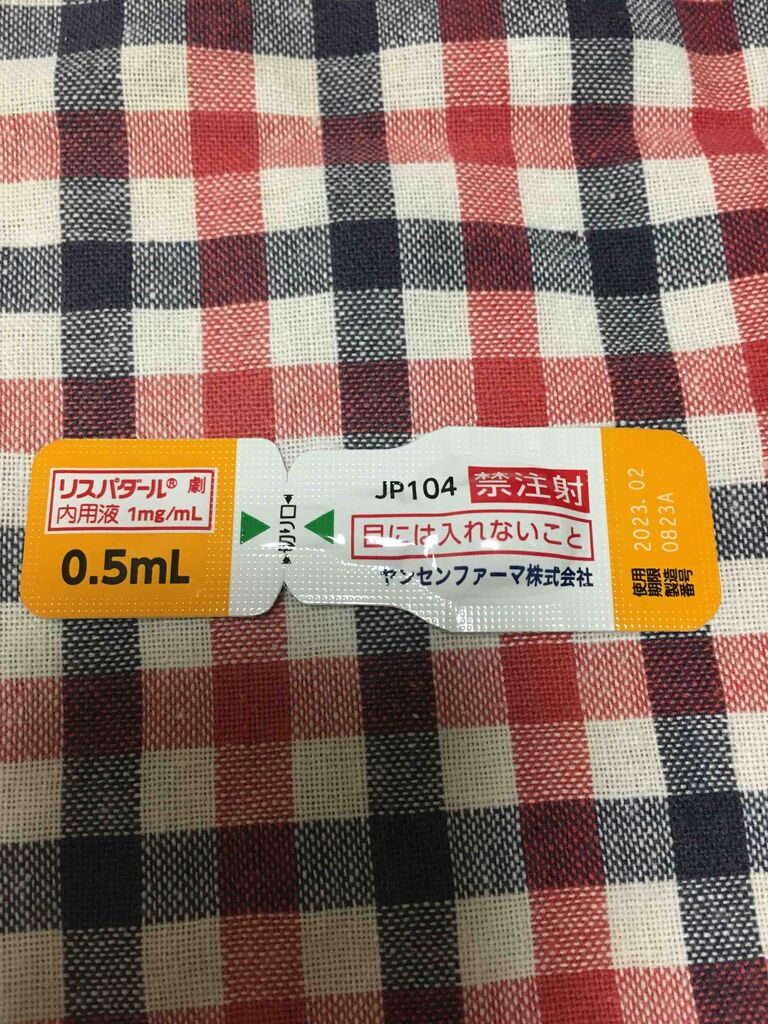 リスパダール® 劇
内用液 1mg/mL
0.5mL
切り口
JP104 禁注射
目には入れないこと
ヤンセンファーマ株式会社
使用期限 2023.02
製造番号 0823A